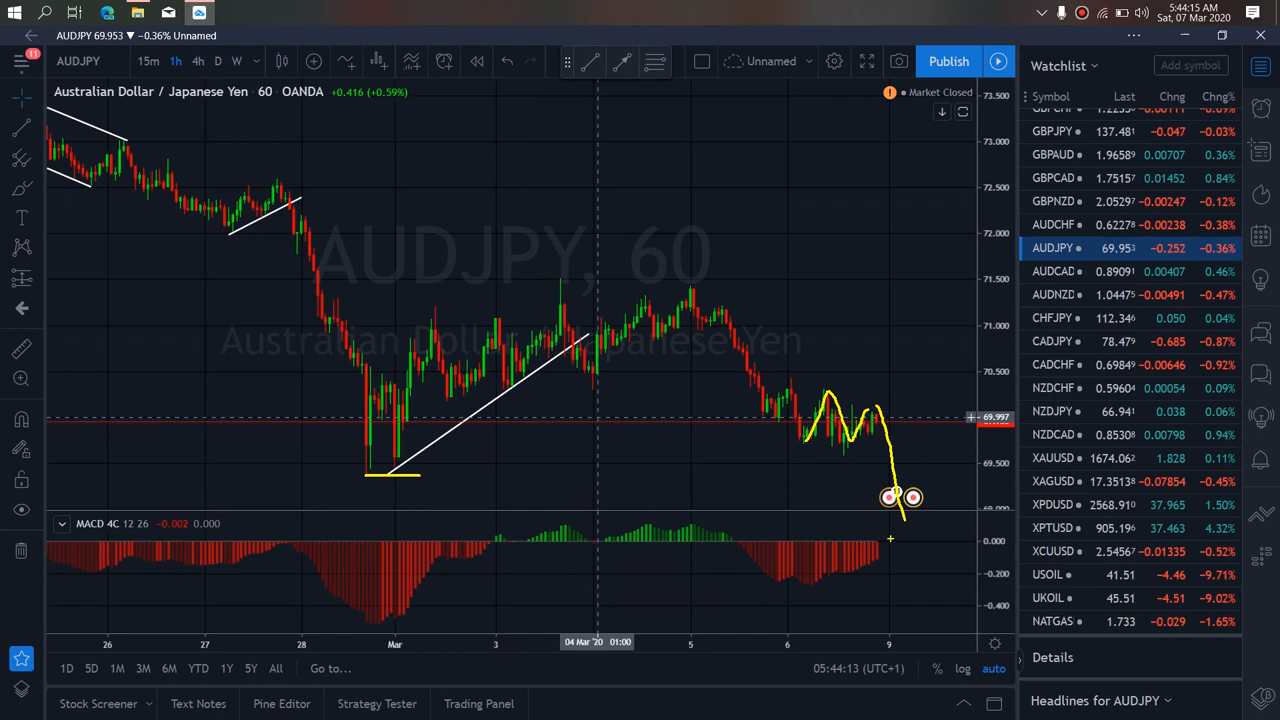 5:44:15 AM
Sat, 07 Mar 2020
AUDJPY 69.953 ▼ −0.36% Unnamed
11
AUDJPY
15m 1h 4h D W
Unnamed
Publish
Watchlist
Add symbol
Australian Dollar / Japanese Yen · 60 · OANDA +0.416 (+0.59%)
Market Closed
Symbol Last Chng Chng%
GBPJPY 137.481 −0.047 −0.03%
GBPAUD 1.96589 0.00707 0.36%
GBPCAD 1.75157 0.01452 0.84%
GBPNZD 2.05297 −0.00247 −0.12%
AUDCHF 0.62278 −0.00238 −0.38%
AUDJPY 69.953 −0.252 −0.36%
AUDCAD 0.89091 0.00407 0.46%
AUDNZD 1.04475 −0.00491 −0.47%
CHFJPY 112.346 0.050 0.04%
CADJPY 78.479 −0.685 −0.87%
CADCHF 0.69849 −0.00646 −0.92%
NZDCHF 0.59604 0.00054 0.09%
NZDJPY 66.941 0.038 0.06%
NZDCAD 0.85308 0.00798 0.94%
XAUUSD 1674.062 1.828 0.11%
XAGUSD 17.35138 −0.07854 −0.45%
XPDUSD 2568.910 37.965 1.50%
XPTUSD 905.196 37.463 4.32%
XCUUSD 2.54567 −0.01335 −0.52%
USOIL 41.51 −4.46 −9.71%
UKOIL 45.51 −4.51 −9.02%
NATGAS 1.733 −0.029 −1.65%
73.500
73.000
72.500
72.000
71.500
71.000
70.500
69.997
69.500
AUDJPY, 60
Australian Dollar / Japanese Yen
MACD 4C 12 26 −0.002 0.000
0.000
−0.200
−0.400
26 27 28 Mar 3 04 Mar '20 01:00 5 6 9
1D 5D 1M 3M 6M YTD 1Y 5Y All Go to...
05:44:13 (UTC+1) % log auto
Details
Stock Screener Text Notes Pine Editor Strategy Tester Trading Panel
Headlines for AUDJPY